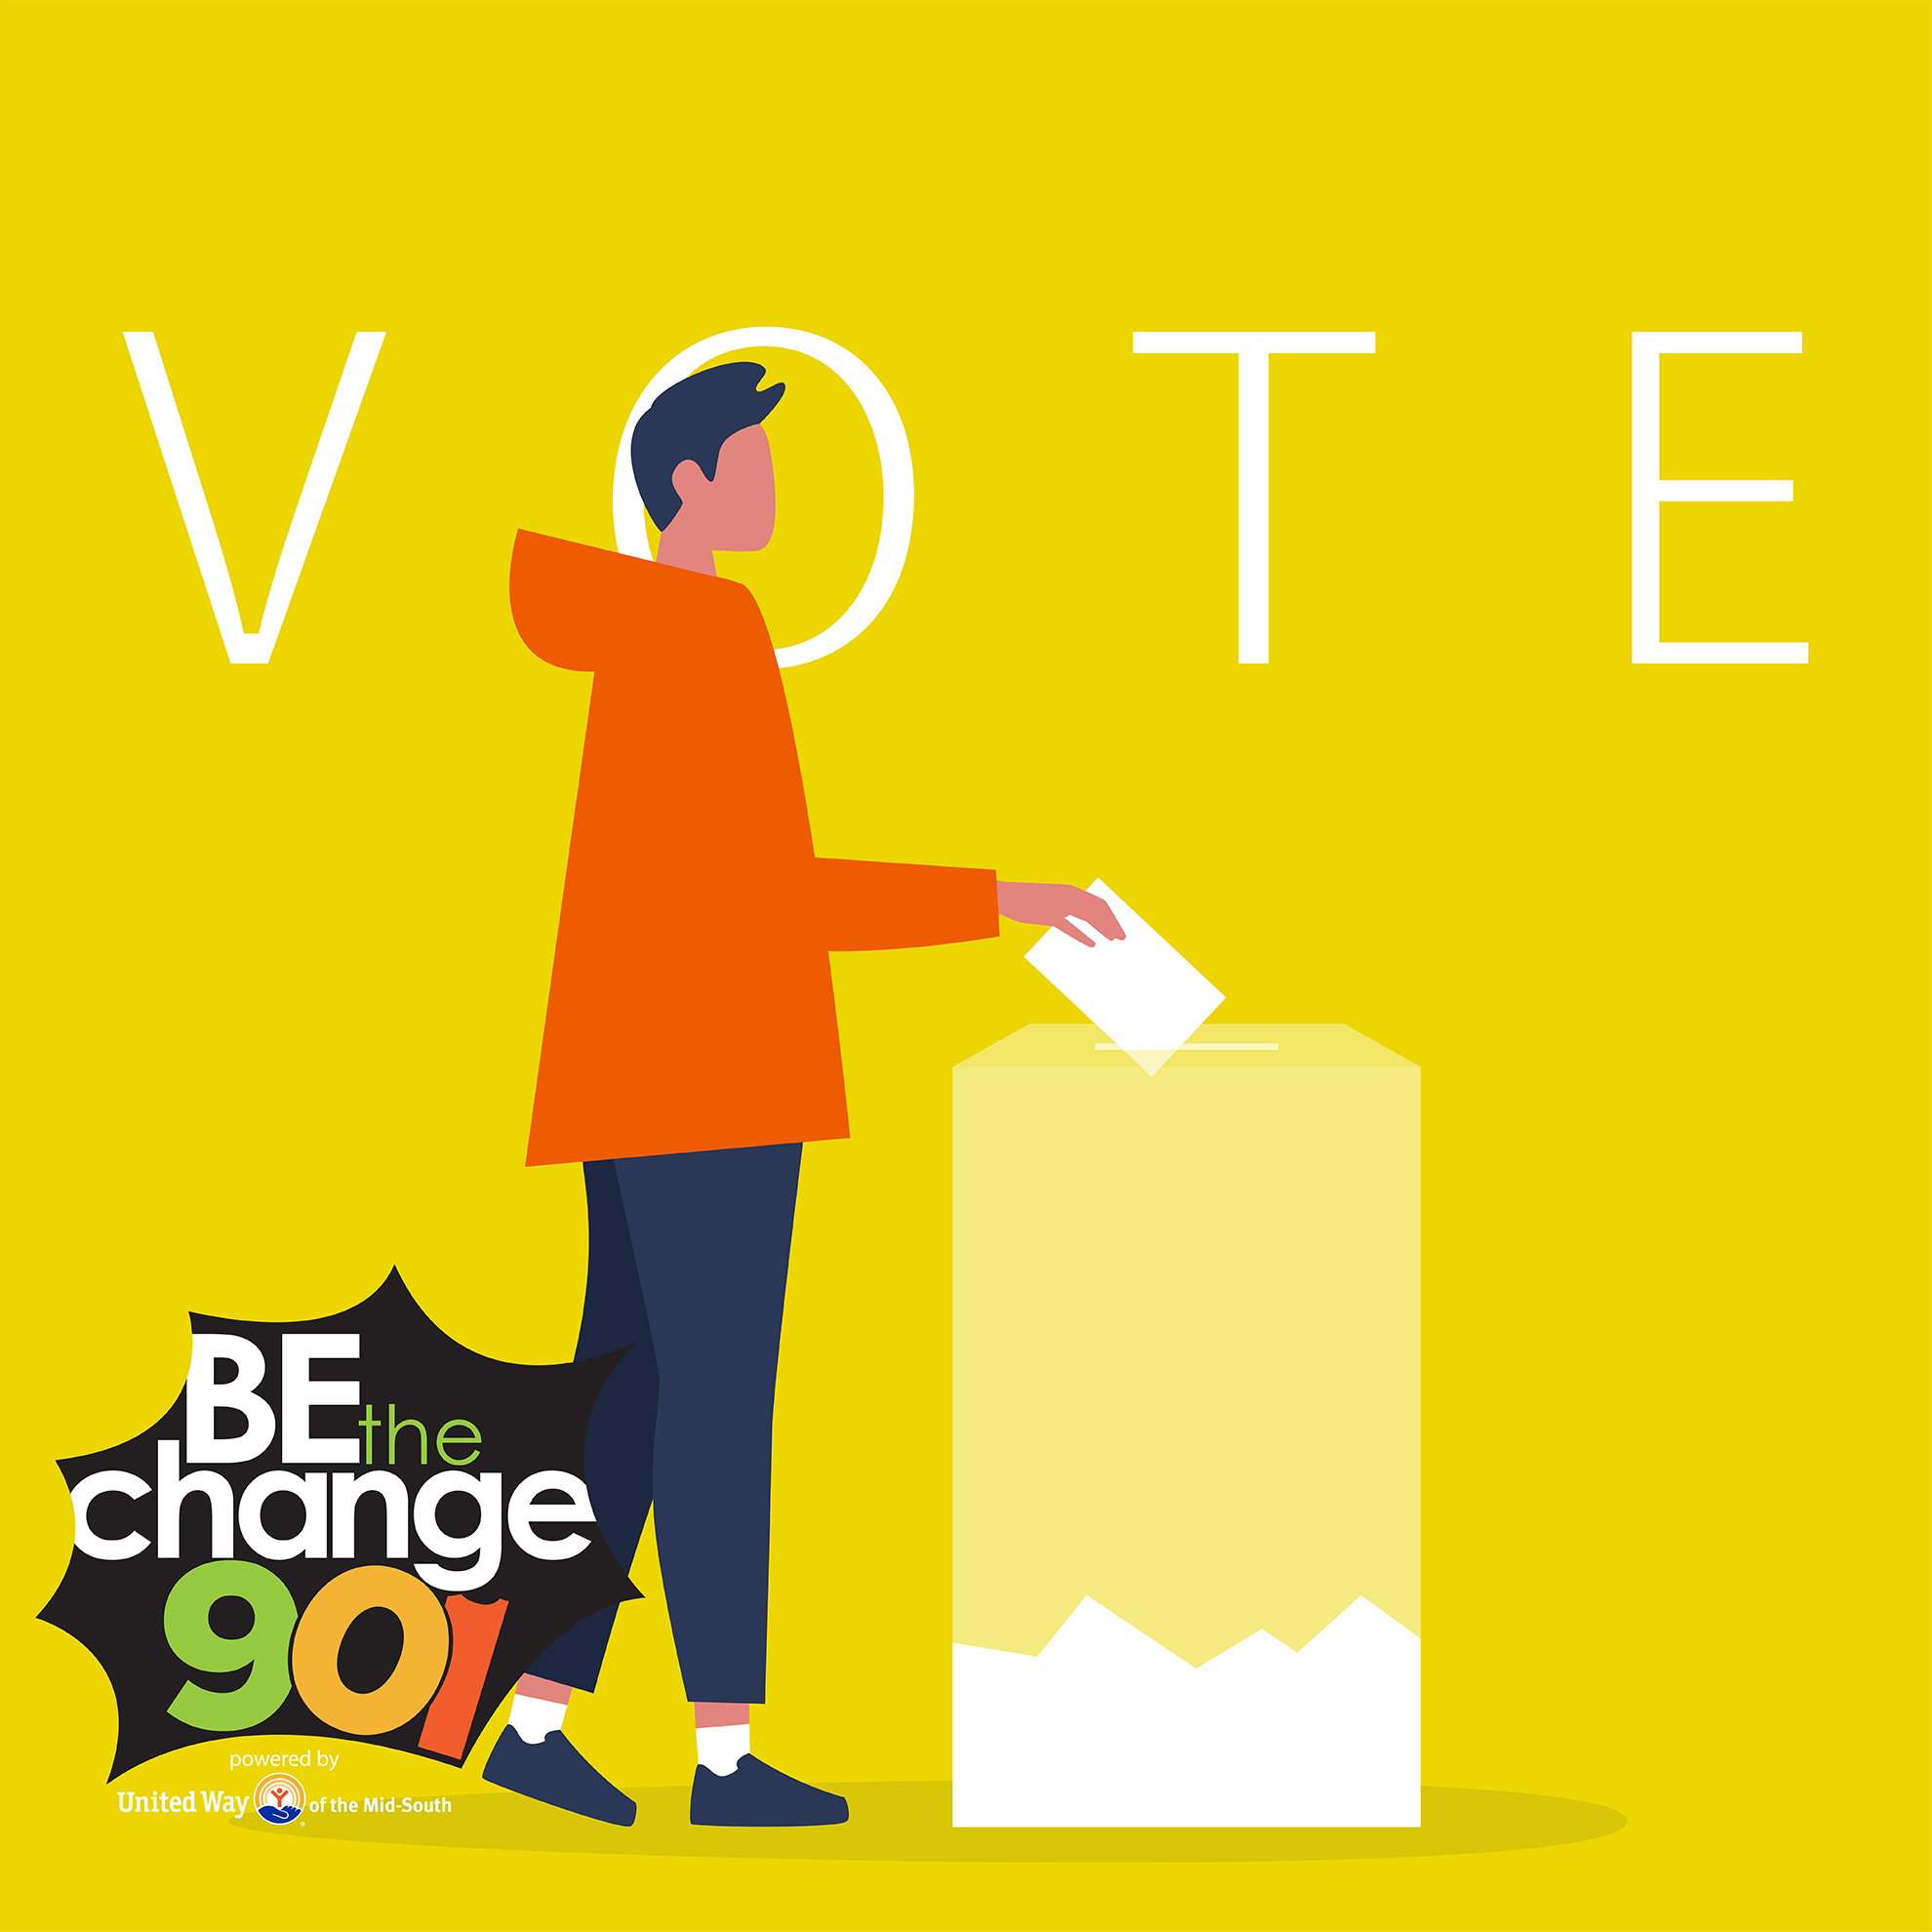 VOTE
BE the
change
901
powered by
United Way of the Mid-South